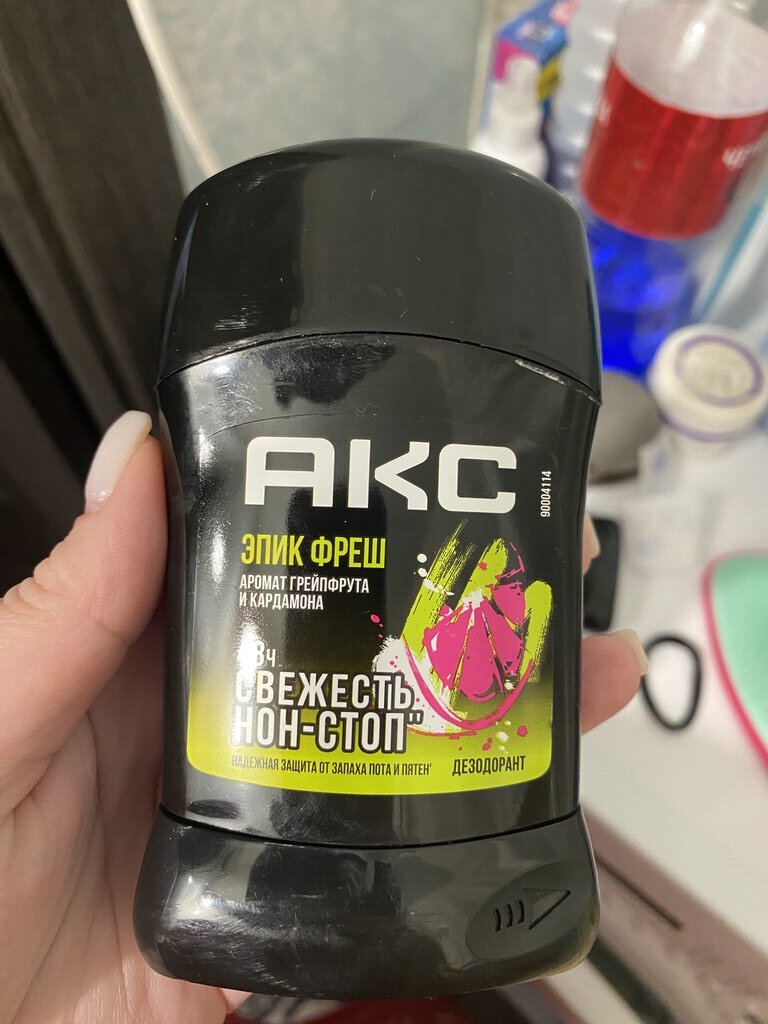 АКС
90004114
ЭПИК ФРЕШ
АРОМАТ ГРЕЙПФРУТА
И КАРДАМОНА
СВЕЖЕСТЬ
НОН-СТОП"
НАДЕЖНАЯ ЗАЩИТА ОТ ЗАПАХА ПОТА И ПЯТЕН'
ДЕЗОДОРАНТ